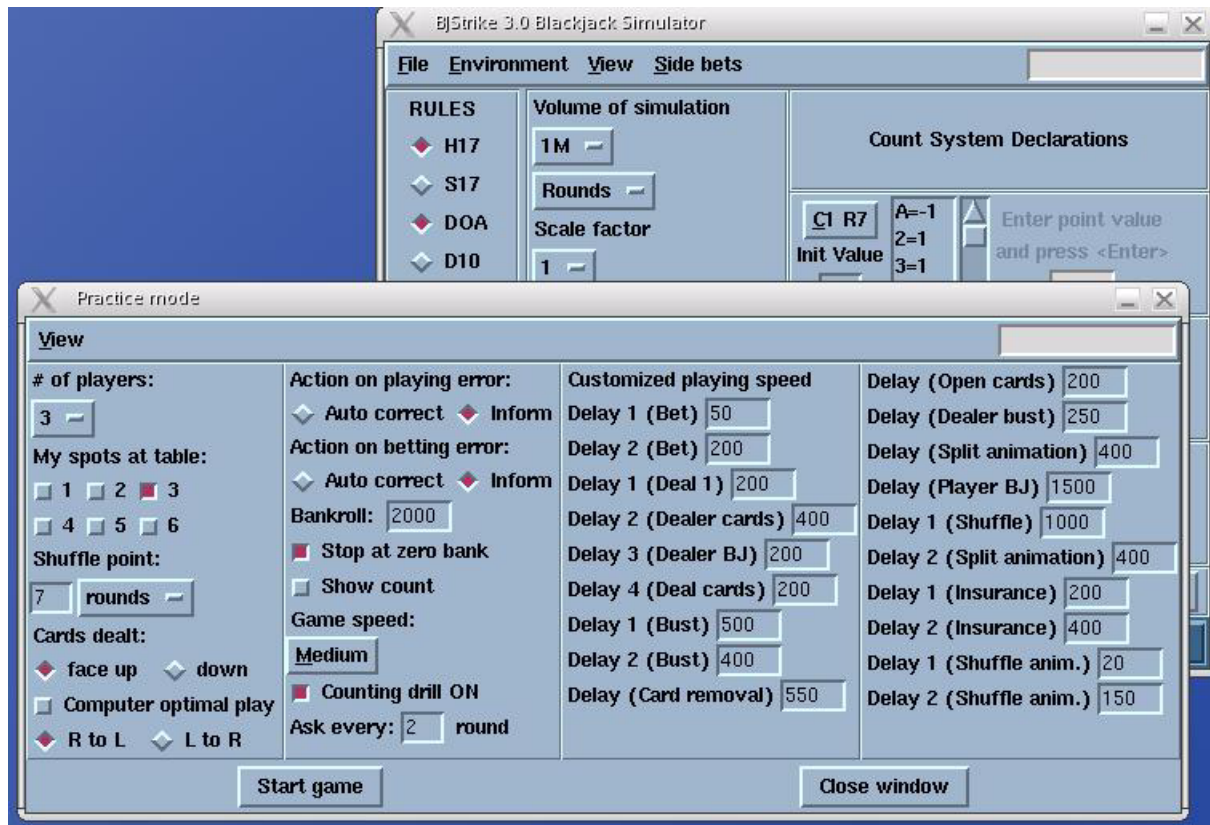 BJStrike 3.0 Blackjack Simulator
File Environment View Side bets
RULES
H17
S17
DOA
D10
Volume of simulation
1M
Rounds
Scale factor
1
Count System Declarations
C1 R7
Init Value
A=-1
2=1
3=1
Enter point value
and press <Enter>
Practice mode
View
# of players:
3
My spots at table:
1 2 3
4 5 6
Shuffle point:
7 rounds
Cards dealt:
face up down
Computer optimal play
R to L L to R
Action on playing error:
Auto correct Inform
Action on betting error:
Auto correct Inform
Bankroll: 2000
Stop at zero bank
Show count
Game speed:
Medium
Counting drill ON
Ask every: 2 round
Customized playing speed
Delay 1 (Bet) 50
Delay 2 (Bet) 200
Delay 1 (Deal 1) 200
Delay 2 (Dealer cards) 400
Delay 3 (Dealer BJ) 200
Delay 4 (Deal cards) 200
Delay 1 (Bust) 500
Delay 2 (Bust) 400
Delay (Card removal) 550
Delay (Open cards) 200
Delay (Dealer bust) 250
Delay (Split animation) 400
Delay (Player BJ) 1500
Delay 1 (Shuffle) 1000
Delay 2 (Split animation) 400
Delay 1 (Insurance) 200
Delay 2 (Insurance) 400
Delay 1 (Shuffle anim.) 20
Delay 2 (Shuffle anim.) 150
Start game
Close window